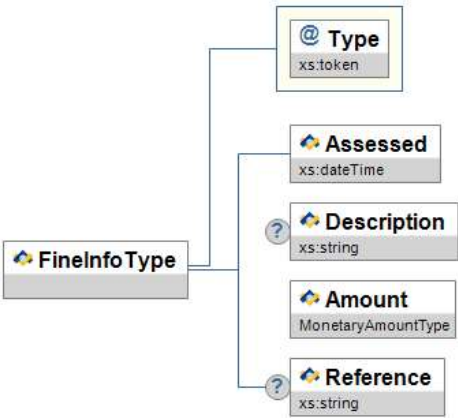 @ Type
xs:token
Assessed
xs:dateTime
? Description
xs:string
FineInfoType
Amount
MonetaryAmountType
? Reference
xs:string